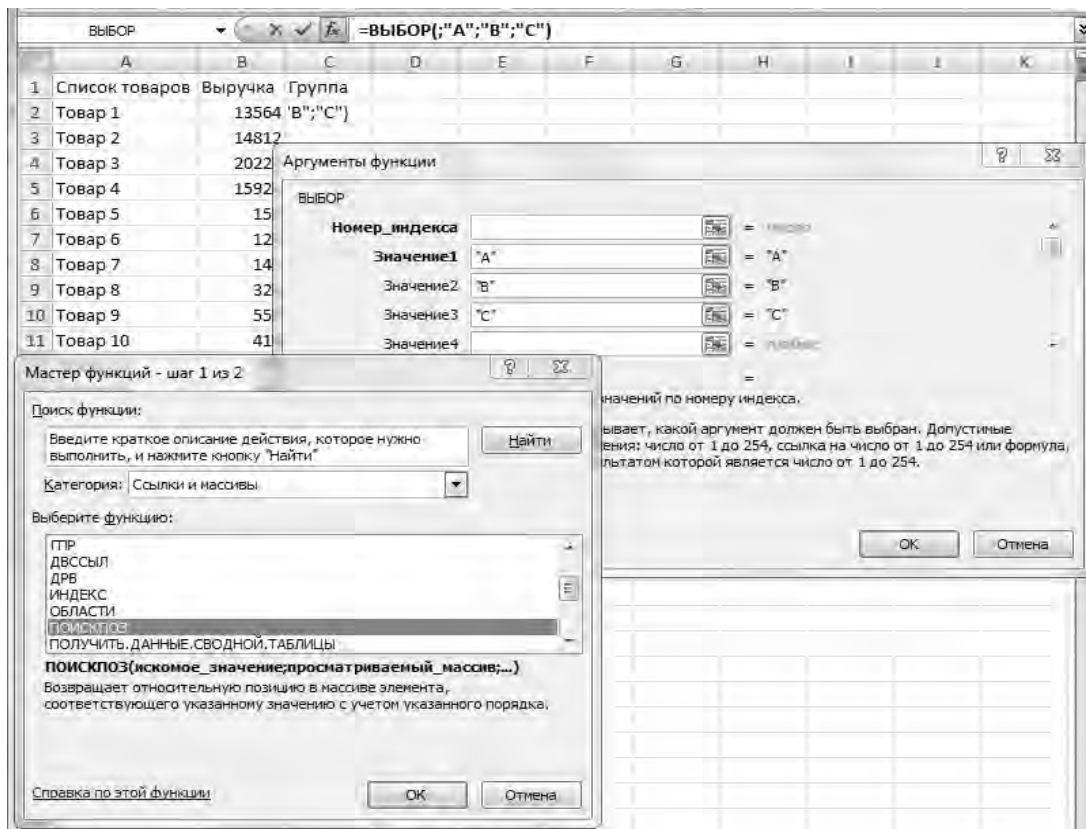 ВЫБОР =ВЫБОР(;"A";"B";"C")
A B C D E F G H I J K
1 Список товаров Выручка Группа
2 Товар 1 13564 'B";"C")
3 Товар 2 14812
4 Товар 3 2022
5 Товар 4 1592
6 Товар 5 15
7 Товар 6 12
8 Товар 7 14
9 Товар 8 32
10 Товар 9 55
11 Товар 10 41
Аргументы функции
ВЫБОР
Номер_индекса = число
Значение1 "A" = "A"
Значение2 "B" = "B"
Значение3 "C" = "C"
Значение4 =
=
значений по номеру индекса.
ывает, какой аргумент должен быть выбран. Допустимые
ения: число от 1 до 254, ссылка на число от 1 до 254 или формула,
льтатом которой является число от 1 до 254.
ОК Отмена
Мастер функций - шаг 1 из 2
Поиск функции:
Введите краткое описание действия, которое нужно
выполнить, и нажмите кнопку "Найти"
Найти
Категория: Ссылки и массивы
Выберите функцию:
ГПР
ДВССЫЛ
ДРВ
ИНДЕКС
ОБЛАСТИ
ПОИСКПОЗ
ПОЛУЧИТЬ.ДАННЫЕ.СВОДНОЙ.ТАБЛИЦЫ
ПОИСКПОЗ(искомое_значение;просматриваемый_массив;...)
Возвращает относительную позицию в массиве элемента,
соответствующего указанному значению с учетом указанного порядка.
Справка по этой функции
ОК Отмена